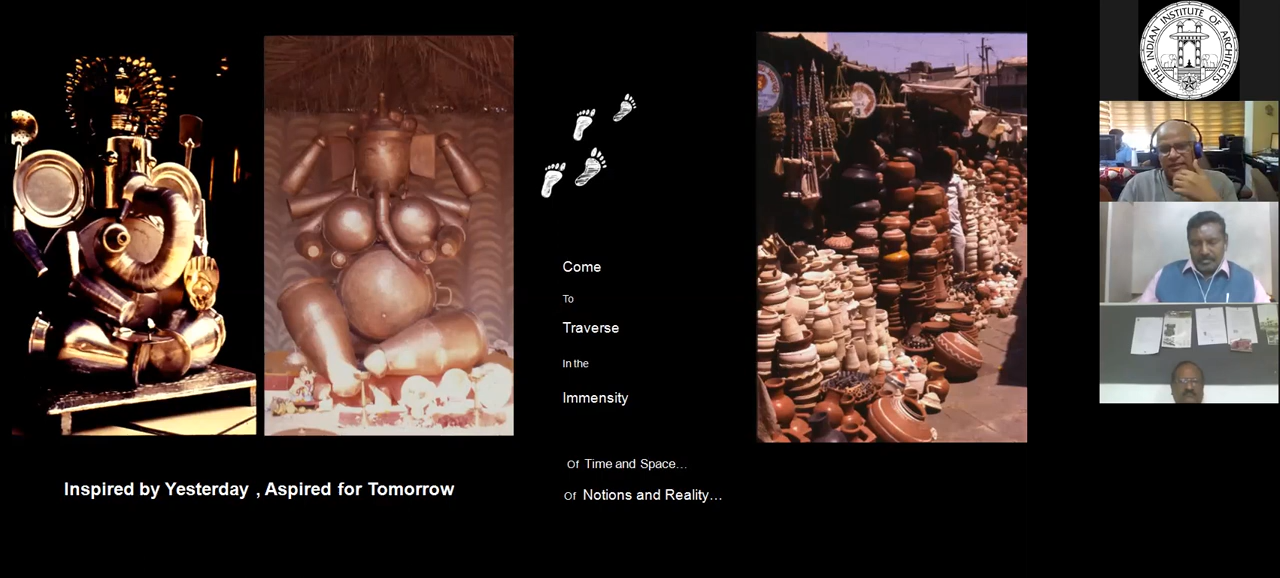 Inspired by Yesterday , Aspired for Tomorrow
Come
To
Traverse
In the
Immensity
Of Time and Space...
Of Notions and Reality...
THE INDIAN INSTITUTE OF ARCHITECTS